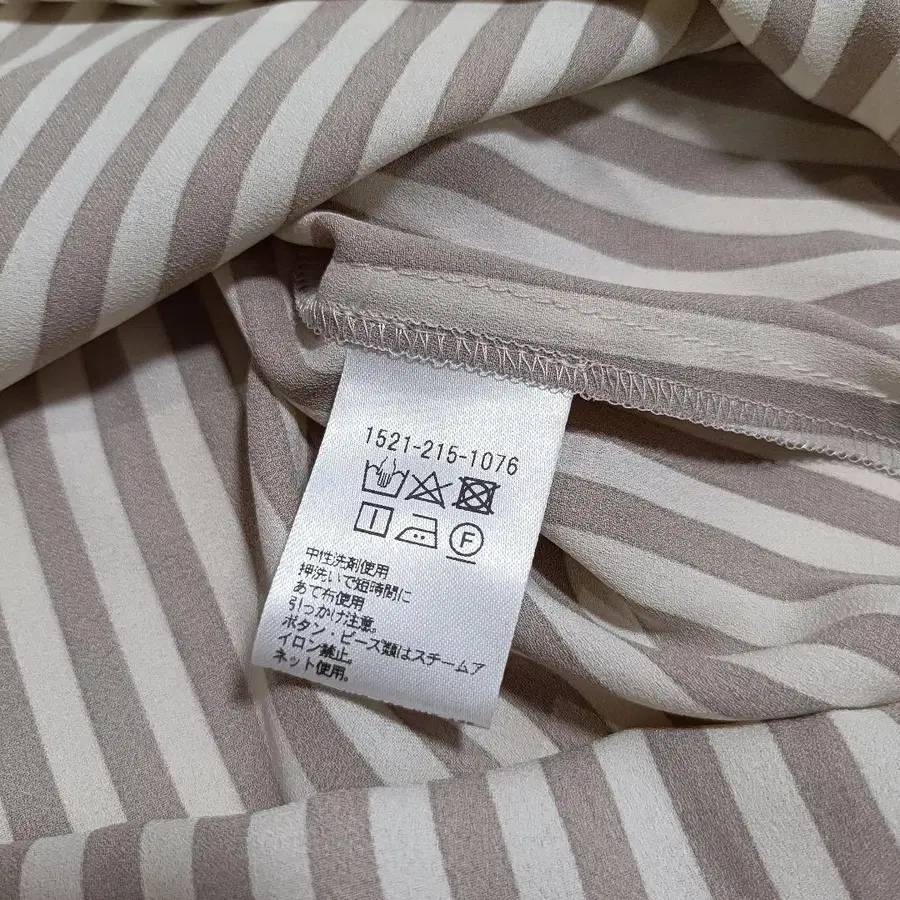 1521-215-1076
F
中性洗剤使用
押洗いで短時間に
あて布使用
引っかけ注意。
ボタン・ビーズ類はスチームア
イロン禁止。
ネット使用。